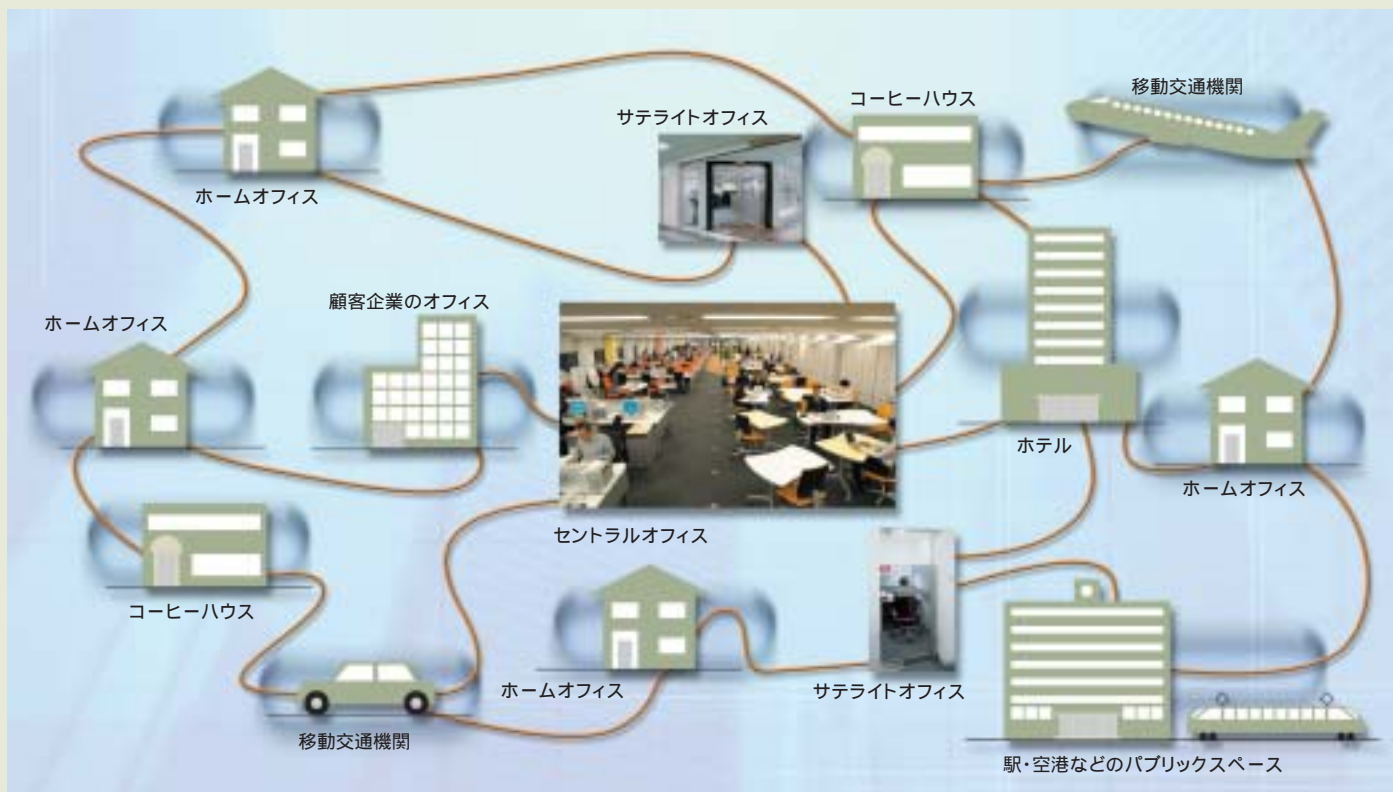 移動交通機関
コーヒーハウス
サテライトオフィス
ホームオフィス
顧客企業のオフィス
ホームオフィス
ホテル
ホームオフィス
セントラルオフィス
コーヒーハウス
ホームオフィス
サテライトオフィス
移動交通機関
駅・空港などのパブリックスペース